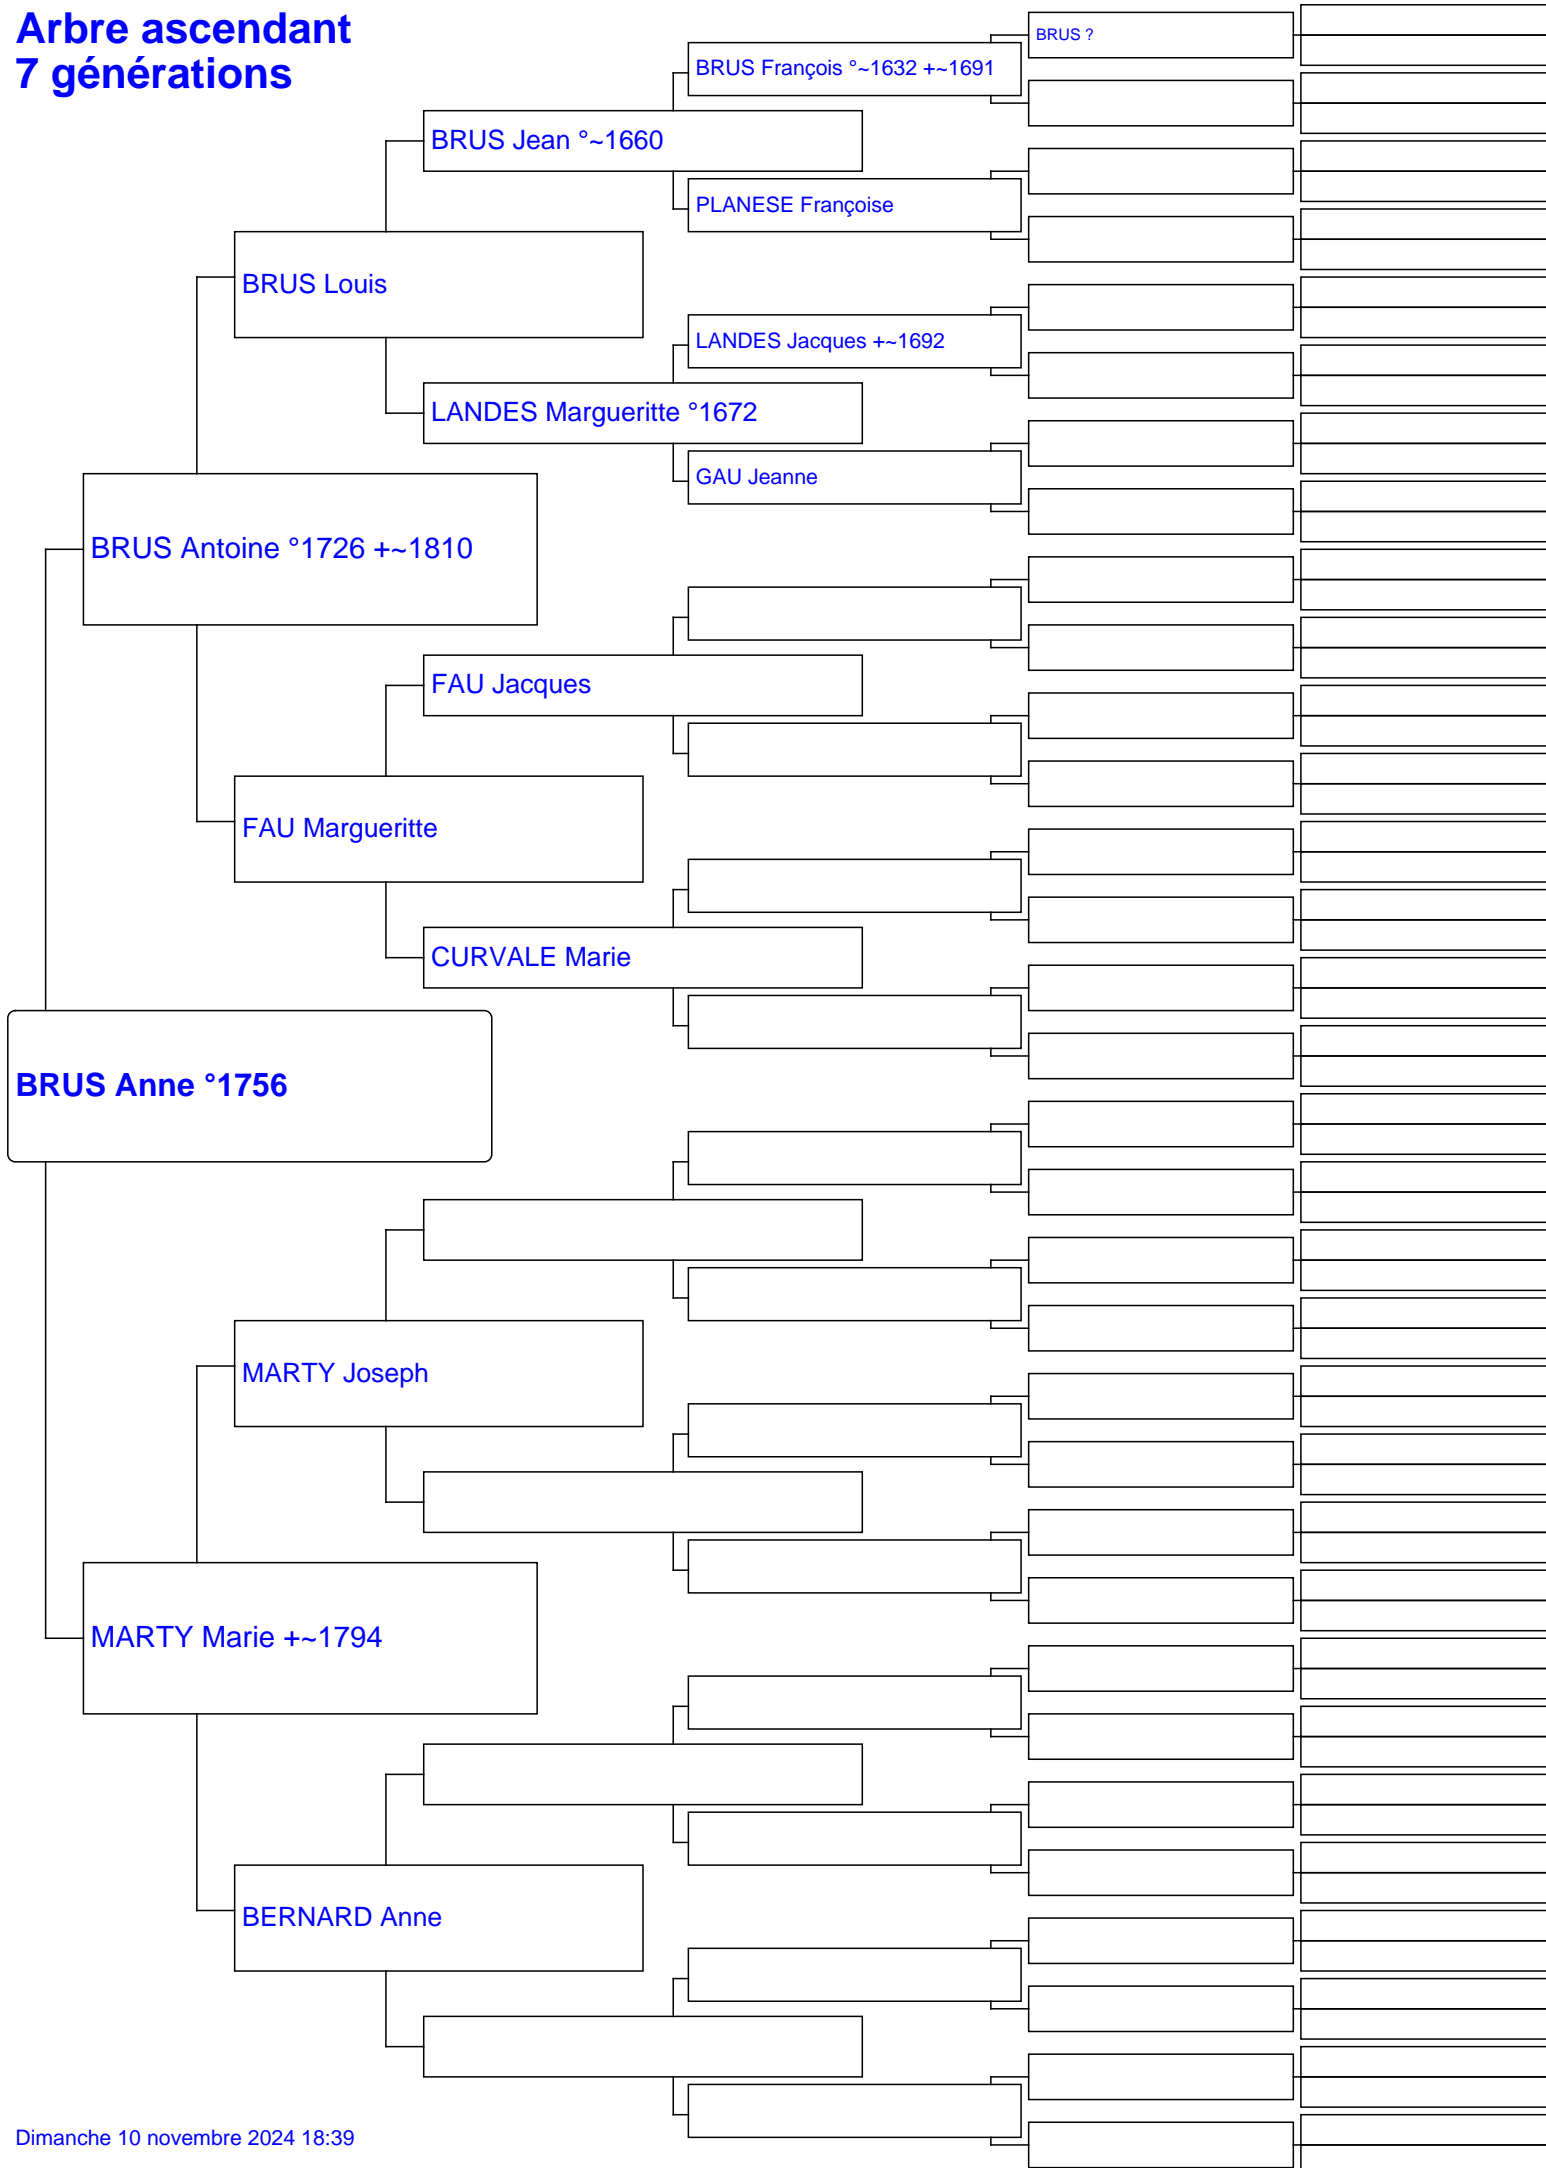 Arbre ascendant
7 générations
BRUS ?
BRUS François °~1632 +~1691
BRUS Jean °~1660
PLANESE Françoise
BRUS Louis
LANDES Jacques +~1692
LANDES Margueritte °1672
GAU Jeanne
BRUS Antoine °1726 +~1810
FAU Jacques
FAU Margueritte
CURVALE Marie
BRUS Anne °1756
MARTY Joseph
MARTY Marie +~1794
BERNARD Anne
Dimanche 10 novembre 2024 18:39